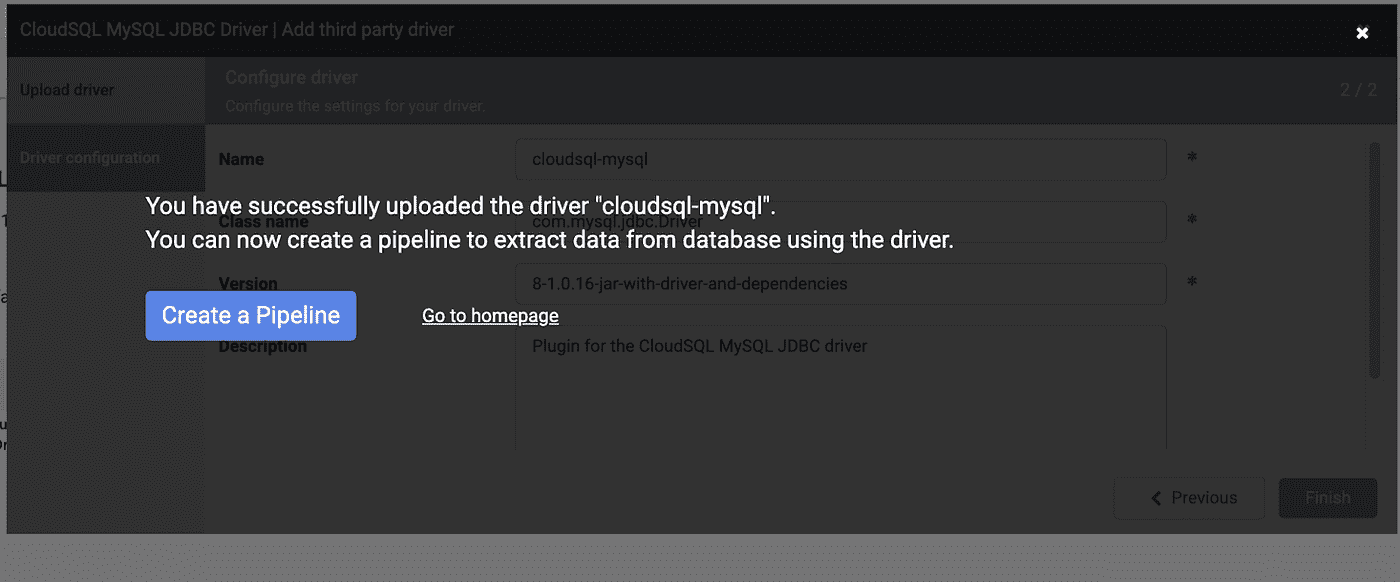 CloudSQL MySQL JDBC Driver | Add third party driver
Upload driver
Configure driver
Configure the settings for your driver.
2 / 2
Driver configuration
Name
cloudsql-mysql
*
You have successfully uploaded the driver "cloudsql-mysql".
Class name
com.mysql.jdbc.Driver
*
You can now create a pipeline to extract data from database using the driver.
Version
8-1.0.16-jar-with-driver-and-dependencies
*
Create a Pipeline
Go to homepage
Description
Plugin for the CloudSQL MySQL JDBC driver
Previous
Finish